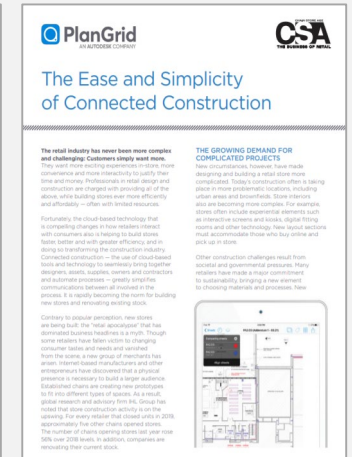 PlanGrid
AN AUTODESK COMPANY
CSA
THE BUSINESS OF RETAIL
The Ease and Simplicity
of Connected Construction
The retail industry has never been more complex
and challenging: Customers simply want more.
They want more exciting experiences in-store, more
convenience and more interactivity to justify their
time and money. Professionals in retail design and
construction are charged with providing all of the
above, while building stores ever more efficiently
and affordably — often with limited resources.
Fortunately, the cloud-based technology that
is compelling changes in how retailers interact
with consumers also is helping to build stores
faster, better and with greater efficiency, and in
doing so transforming the construction industry.
Connected construction — the use of cloud-based
tools and technology to seamlessly bring together
designers, assets, supplies, owners and contractors
and automate processes — greatly simplifies
communications between all involved in the
process. It is rapidly becoming the norm for building
new stores and renovating existing stock.
Contrary to popular perception, new stores
are being built: the "retail apocalypse" that has
dominated business headlines is a myth. Though
some retailers have fallen victim to changing
consumer tastes and needs and vanished
from the scene, a new group of merchants has
arisen. Internet-based manufacturers and other
entrepreneurs have discovered that a physical
presence is necessary to build a larger audience.
Established chains are creating new prototypes
to fit into different types of spaces. As a result,
global research and advisory firm IHL Group has
noted that store construction activity is on the
upswing. For every retailer that closed units in 2018,
approximately five other chains opened stores.
The number of chains opening stores last year rose
56% over 2018 levels. In addition, companies are
renovating their current stock.
THE GROWING DEMAND FOR
COMPLICATED PROJECTS
New circumstances, however, have made
designing and building a retail store more
complicated. Today's construction often is taking
place in more problematic locations, including
urban areas and brownfields. Store interiors
also are becoming more complex. For example,
stores often include experiential elements such
as interactive screens and kiosks, digital fitting
rooms and other technology. New layout sections
must accommodate those who buy online and
pick up in store.
Other construction challenges result from
societal and governmental pressures. Many
retailers have made a major commitment
to sustainability, bringing a new element
to choosing materials and processes. New